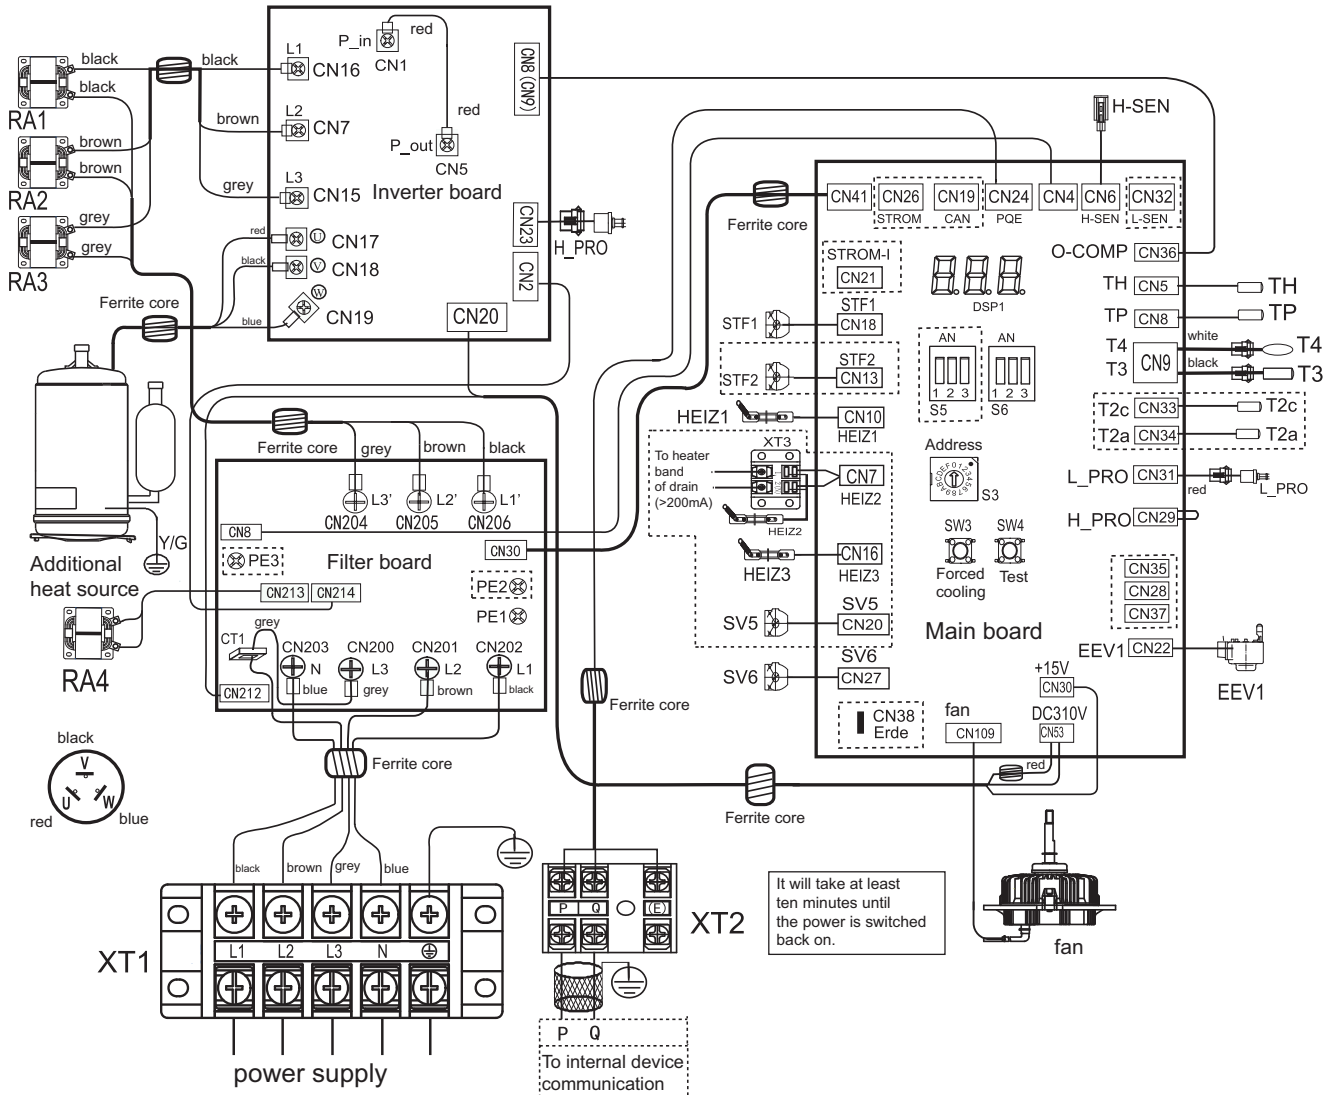 black
black
RA1
brown
brown
RA2
grey
grey
RA3
black
brown
grey
L1
CN16
L2
CN7
L3
CN15
red
U
CN17
black
V
CN18
W
blue
CN19
P_in
CN1
red
red
P_out
CN5
Inverter board
CN8 (CN9)
CN23
H_PRO
CN2
CN20
Ferrite core
Additional
heat source
Y/G
RA4
Ferrite core
grey
brown
black
L3'
L2'
L1'
CN204
CN205
CN206
CN8
CN30
PE3
Filter board
PE2
PE1
CN213
CN214
grey
CT1
CN203
CN200
CN201
CN202
N
L3
L2
L1
blue
grey
brown
black
CN212
Ferrite core
black
V
U
W
red
blue
black
brown
grey
blue
XT1
L1
L2
L3
N
power supply
Ferrite core
Ferrite core
P
Q
(E)
XT2
P
Q
To internal device
communication
It will take at least
ten minutes until
the power is switched
back on.
fan
Ferrite core
H-SEN
CN41
CN26
CN19
CN24
CN4
CN6
CN32
STROM
CAN
PQE
H-SEN
L-SEN
STROM-I
CN21
DSP1
O-COMP
CN36
TH
CN5
TH
TP
CN8
TP
T4
T3
CN9
white
black
T4
T3
T2c
CN33
T2c
T2a
CN34
T2a
L_PRO
CN31
red
L_PRO
H_PRO
CN29
CN35
CN28
CN37
EEV1
CN22
EEV1
STF1
STF1
CN18
STF2
STF2
CN13
HEIZ1
CN10
HEIZ1
XT3
To heater
band
of drain
(>200mA)
CN7
HEIZ2
HEIZ2
HEIZ3
CN16
HEIZ3
SV5
SV5
CN20
SV6
SV6
CN27
AN
AN
1 2 3
1 2 3
S5
S6
Address
S3
SW3
SW4
Forced
cooling
Test
Main board
CN38
Erde
fan
CN109
+15V
CN30
DC310V
CN53
red